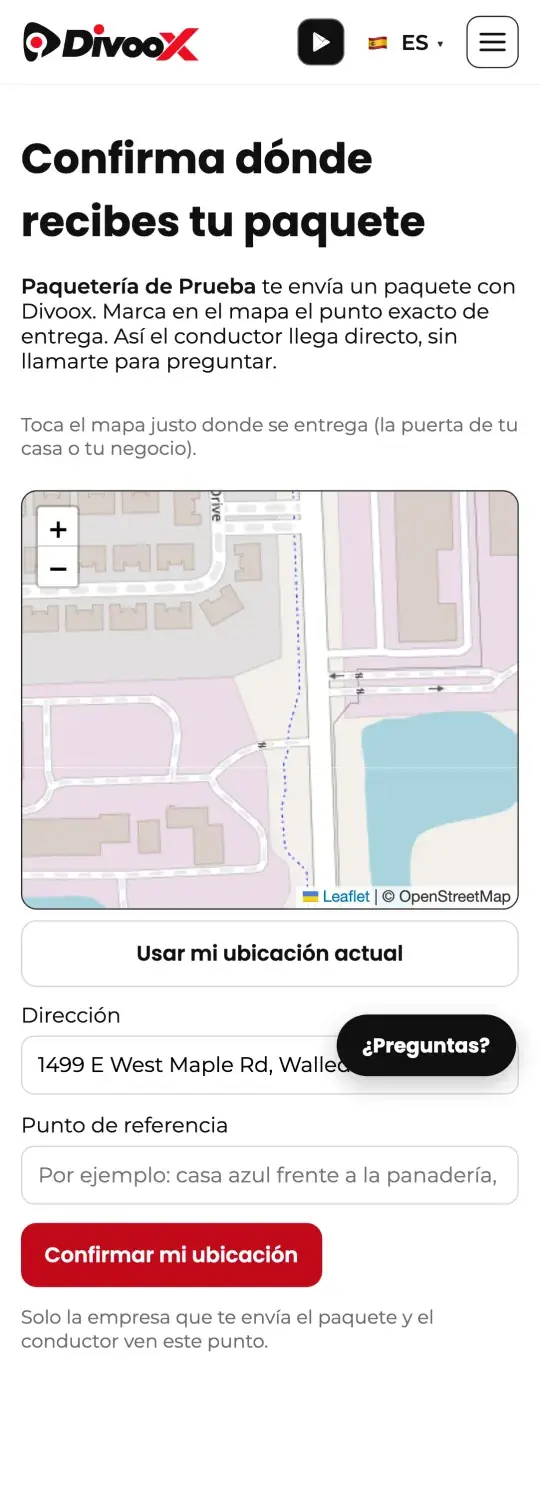 DivooX
ES
Confirma dónde
recibes tu paquete
Paquetería de Prueba te envía un paquete con
Divoox. Marca en el mapa el punto exacto de
entrega. Así el conductor llega directo, sin
llamarte para preguntar.
Toca el mapa justo donde se entrega (la puerta de tu
casa o tu negocio).
Drive
+
−
Leaflet | © OpenStreetMap
Usar mi ubicación actual
Dirección
¿Preguntas?
1499 E West Maple Rd, Walled
Punto de referencia
Por ejemplo: casa azul frente a la panadería,
Confirmar mi ubicación
Solo la empresa que te envía el paquete y el
conductor ven este punto.